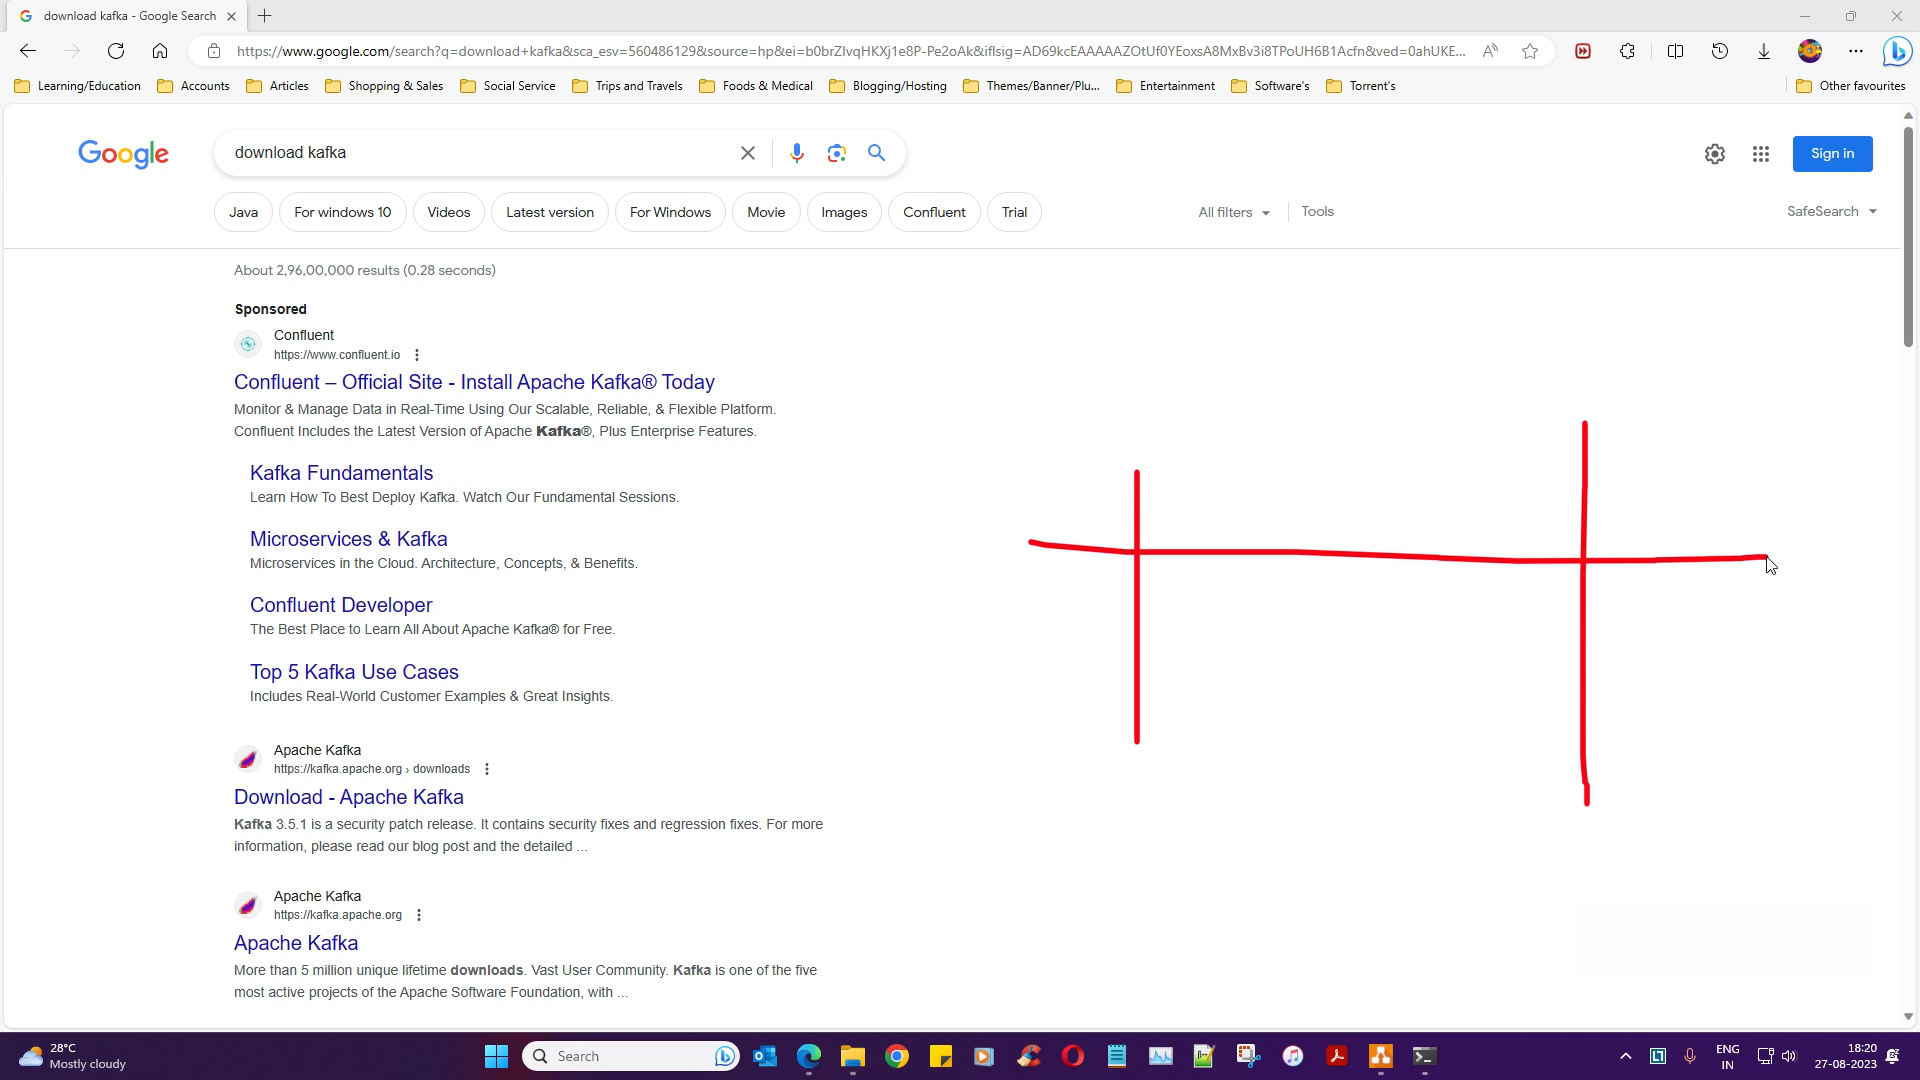 download kafka - Google Search
https://www.google.com/search?q=download+kafka&sca_esv=560486129&source=hp&ei=b0brZIvqHKXj1e8P-Pe2oAk&iflsig=AD69kcEAAAAAZOtUf0YEoxsA8MxBv3i8TPoUH6B1Acfn&ved=0ahUKE...
Learning/Education Accounts Articles Shopping & Sales Social Service Trips and Travels Foods & Medical Blogging/Hosting Themes/Banner/Plu... Entertainment Software's Torrent's Other favourites
Google
download kafka
Sign in
Java For windows 10 Videos Latest version For Windows Movie Images Confluent Trial All filters Tools SafeSearch
About 2,96,00,000 results (0.28 seconds)
Sponsored
Confluent
https://www.confluent.io
Confluent – Official Site - Install Apache Kafka® Today
Monitor & Manage Data in Real-Time Using Our Scalable, Reliable, & Flexible Platform.
Confluent Includes the Latest Version of Apache Kafka®, Plus Enterprise Features.
Kafka Fundamentals
Learn How To Best Deploy Kafka. Watch Our Fundamental Sessions.
Microservices & Kafka
Microservices in the Cloud. Architecture, Concepts, & Benefits.
Confluent Developer
The Best Place to Learn All About Apache Kafka® for Free.
Top 5 Kafka Use Cases
Includes Real-World Customer Examples & Great Insights.
Apache Kafka
https://kafka.apache.org › downloads
Download - Apache Kafka
Kafka 3.5.1 is a security patch release. It contains security fixes and regression fixes. For more
information, please read our blog post and the detailed ...
Apache Kafka
https://kafka.apache.org
Apache Kafka
More than 5 million unique lifetime downloads. Vast User Community. Kafka is one of the five
most active projects of the Apache Software Foundation, with ...
28°C
Mostly cloudy
Search
ENG
IN
18:20
27-08-2023